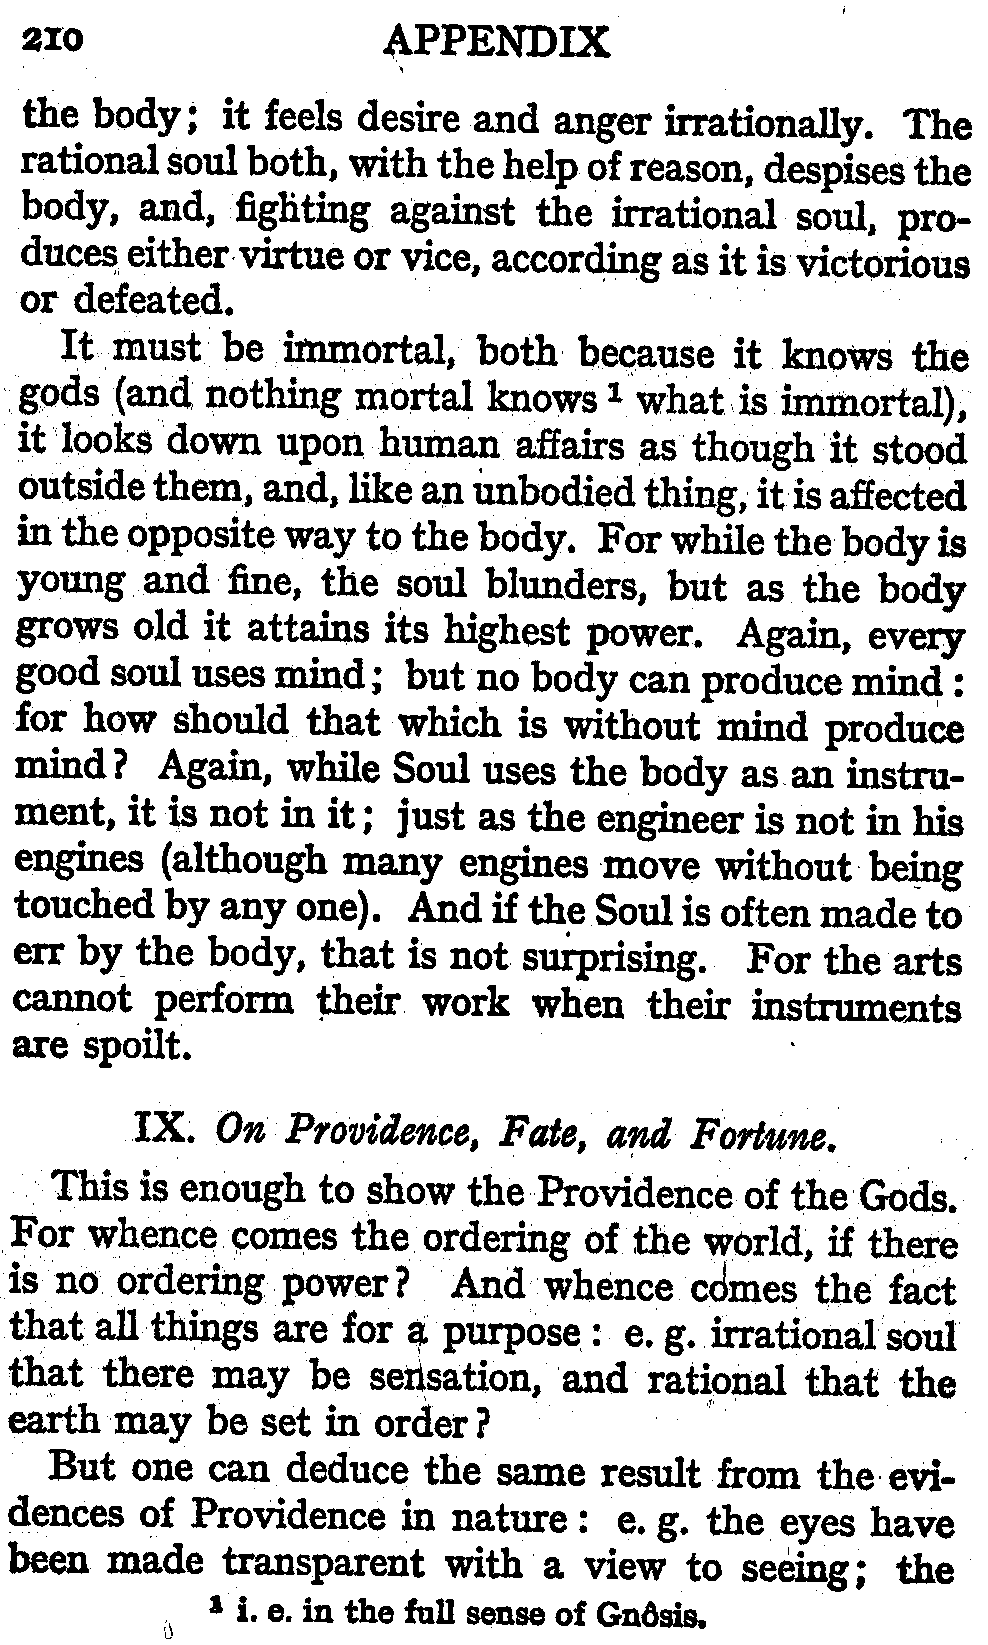 210 APPENDIX
the body; it feels desire and anger irrationally. The
rational soul both, with the help of reason, despises the
body, and, fighting against the irrational soul, pro-
duces either virtue or vice, according as it is victorious
or defeated.
It must be immortal, both because it knows the
gods (and nothing mortal knows ¹ what is immortal),
it looks down upon human affairs as though it stood
outside them, and, like an unbodied thing, it is affected
in the opposite way to the body. For while the body is
young and fine, the soul blunders, but as the body
grows old it attains its highest power. Again, every
good soul uses mind; but no body can produce mind:
for how should that which is without mind produce
mind? Again, while Soul uses the body as an instru-
ment, it is not in it; just as the engineer is not in his
engines (although many engines move without being
touched by any one). And if the Soul is often made to
err by the body, that is not surprising. For the arts
cannot perform their work when their instruments
are spoilt.
IX. On Providence, Fate, and Fortune.
This is enough to show the Providence of the Gods.
For whence comes the ordering of the world, if there
is no ordering power? And whence comes the fact
that all things are for a purpose: e. g. irrational soul
that there may be sensation, and rational that the
earth may be set in order?
But one can deduce the same result from the evi-
dences of Providence in nature: e. g. the eyes have
been made transparent with a view to seeing; the
¹ i. e. in the full sense of Gnôsis.